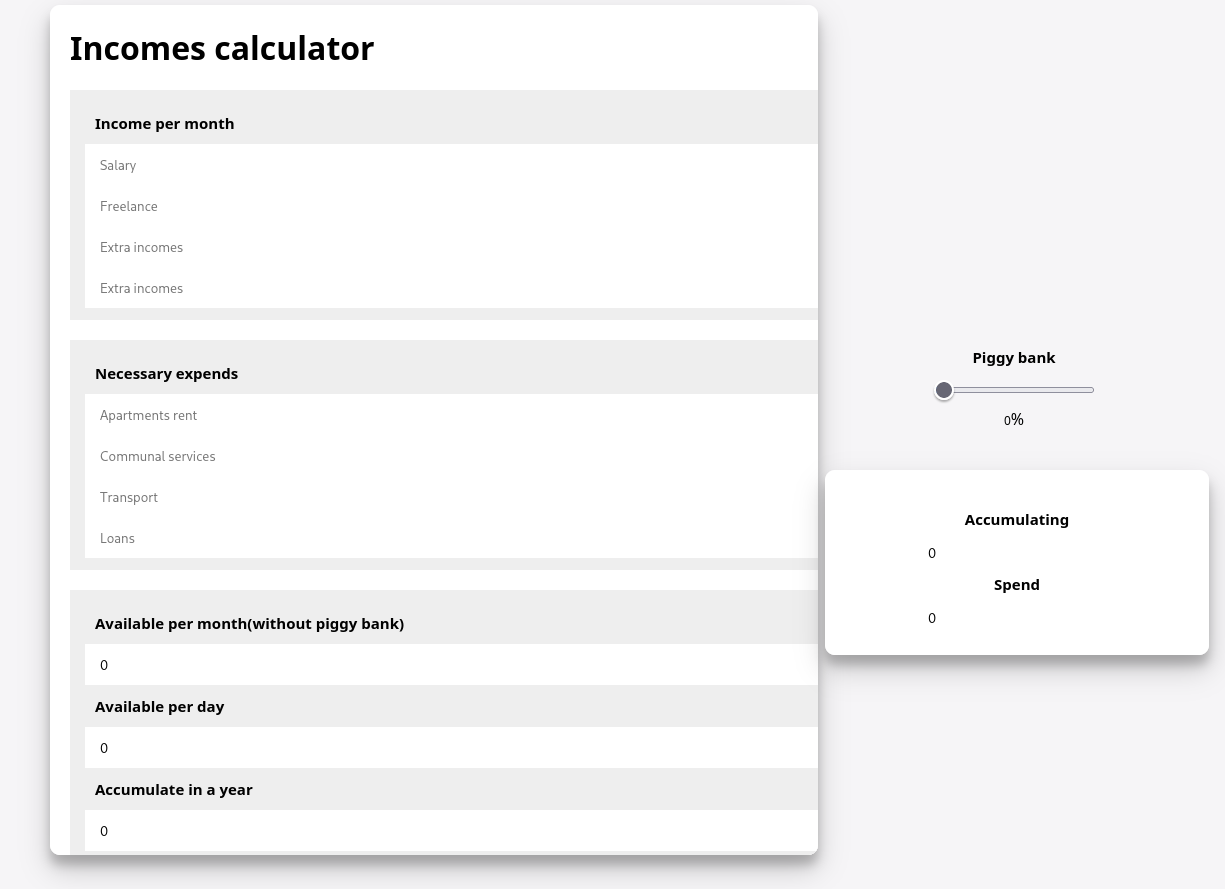 Incomes calculator
Income per month
Salary
Freelance
Extra incomes
Extra incomes
Necessary expends
Apartments rent
Communal services
Transport
Loans
Available per month(without piggy bank)
0
Available per day
0
Accumulate in a year
0
Piggy bank
0%
Accumulating
0
Spend
0